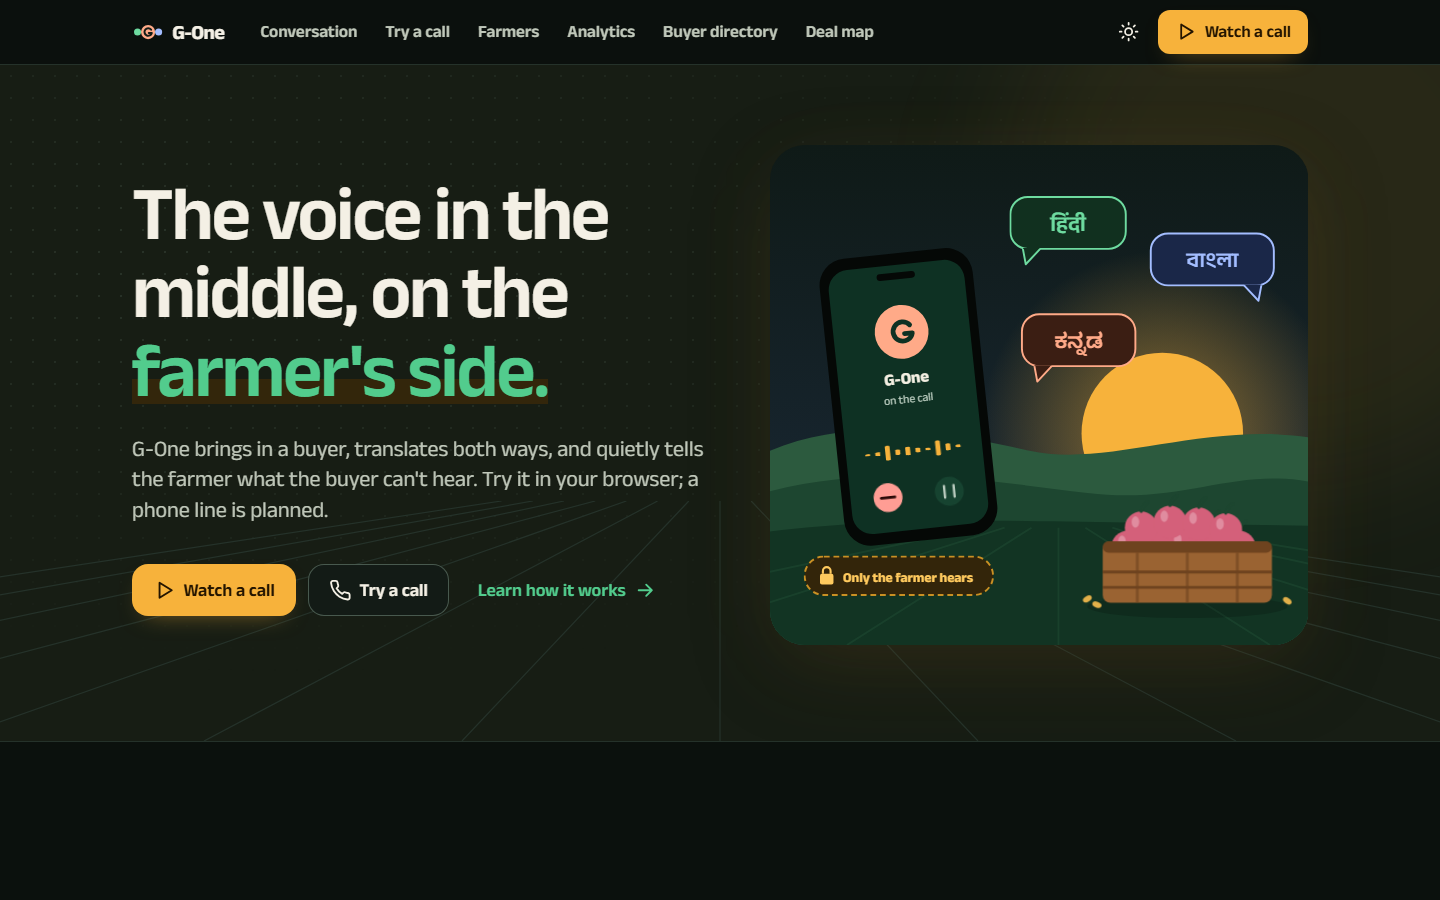 G-One
Conversation
Try a call
Farmers
Analytics
Buyer directory
Deal map
Watch a call
The voice in the
middle, on the
farmer's side.
G-One brings in a buyer, translates both ways, and quietly tells
the farmer what the buyer can't hear. Try it in your browser; a
phone line is planned.
Watch a call
Try a call
Learn how it works
हिंदी
বাংলা
ಕನ್ನಡ
G
G-One
on the call
Only the farmer hears